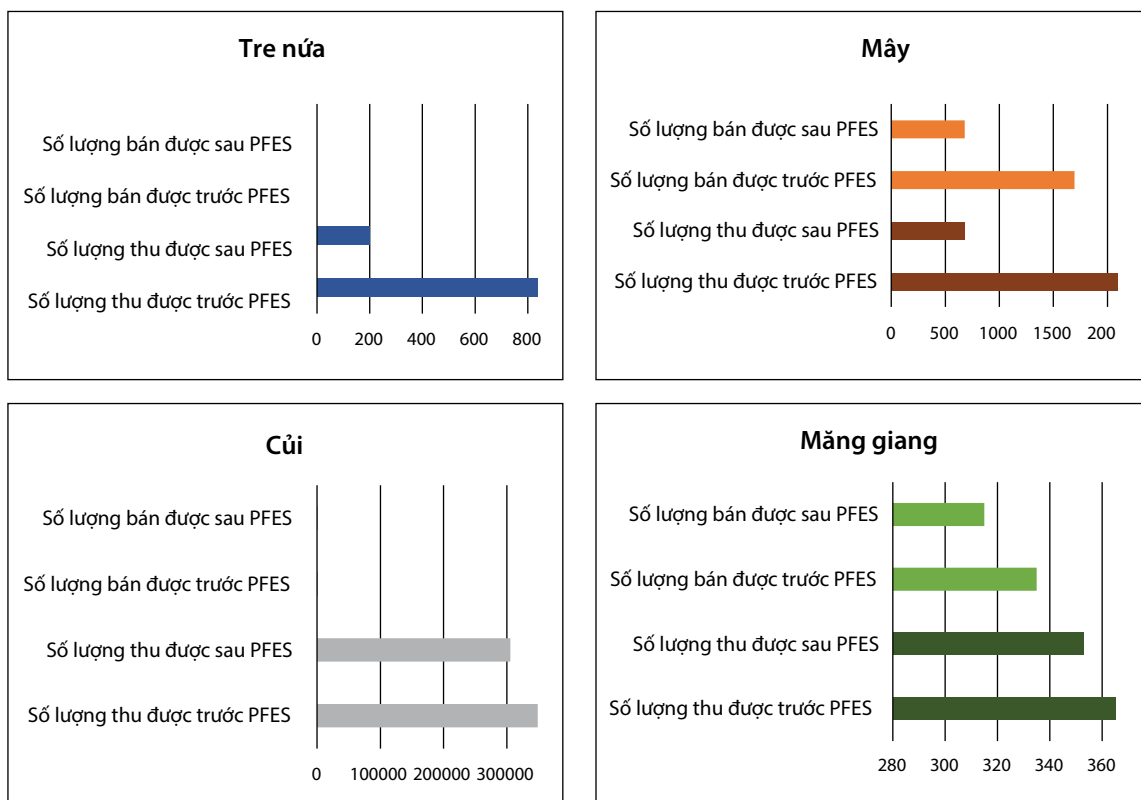 Tre nứa
Số lượng bán được sau PFES
Số lượng bán được trước PFES
Số lượng thu được sau PFES
Số lượng thu được trước PFES
0 200 400 600 800
Mây
Số lượng bán được sau PFES
Số lượng bán được trước PFES
Số lượng thu được sau PFES
Số lượng thu được trước PFES
0 500 1000 1500 200
Củi
Số lượng bán được sau PFES
Số lượng bán được trước PFES
Số lượng thu được sau PFES
Số lượng thu được trước PFES
0 100000 200000 300000
Măng giang
Số lượng bán được sau PFES
Số lượng bán được trước PFES
Số lượng thu được sau PFES
Số lượng thu được trước PFES
280 300 320 340 360